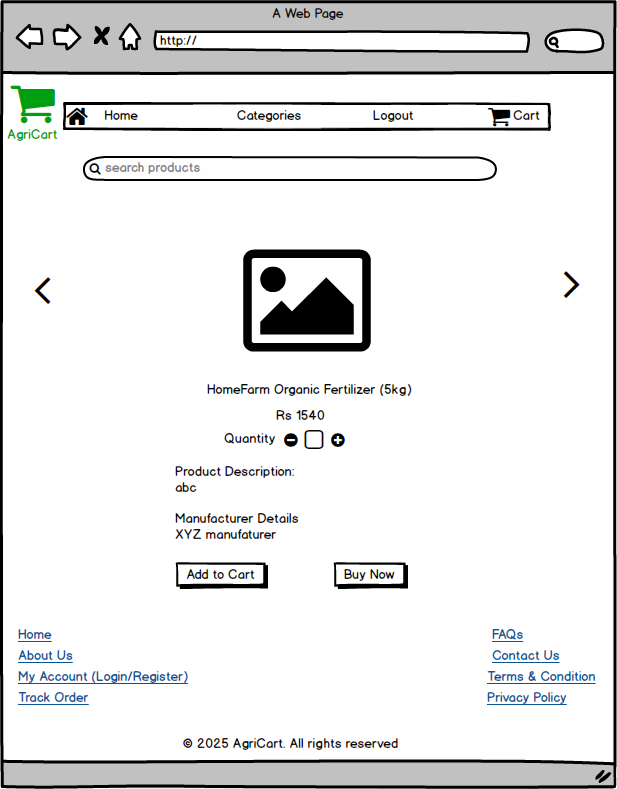 A Web Page
http://
AgriCart
Home Categories Logout Cart
search products
HomeFarm Organic Fertilizer (5kg)
Rs 1540
Quantity
Product Description:
abc
Manufacturer Details
XYZ manufaturer
Add to Cart Buy Now
Home FAQs
About Us Contact Us
My Account (Login/Register) Terms & Condition
Track Order Privacy Policy
© 2025 AgriCart. All rights reserved